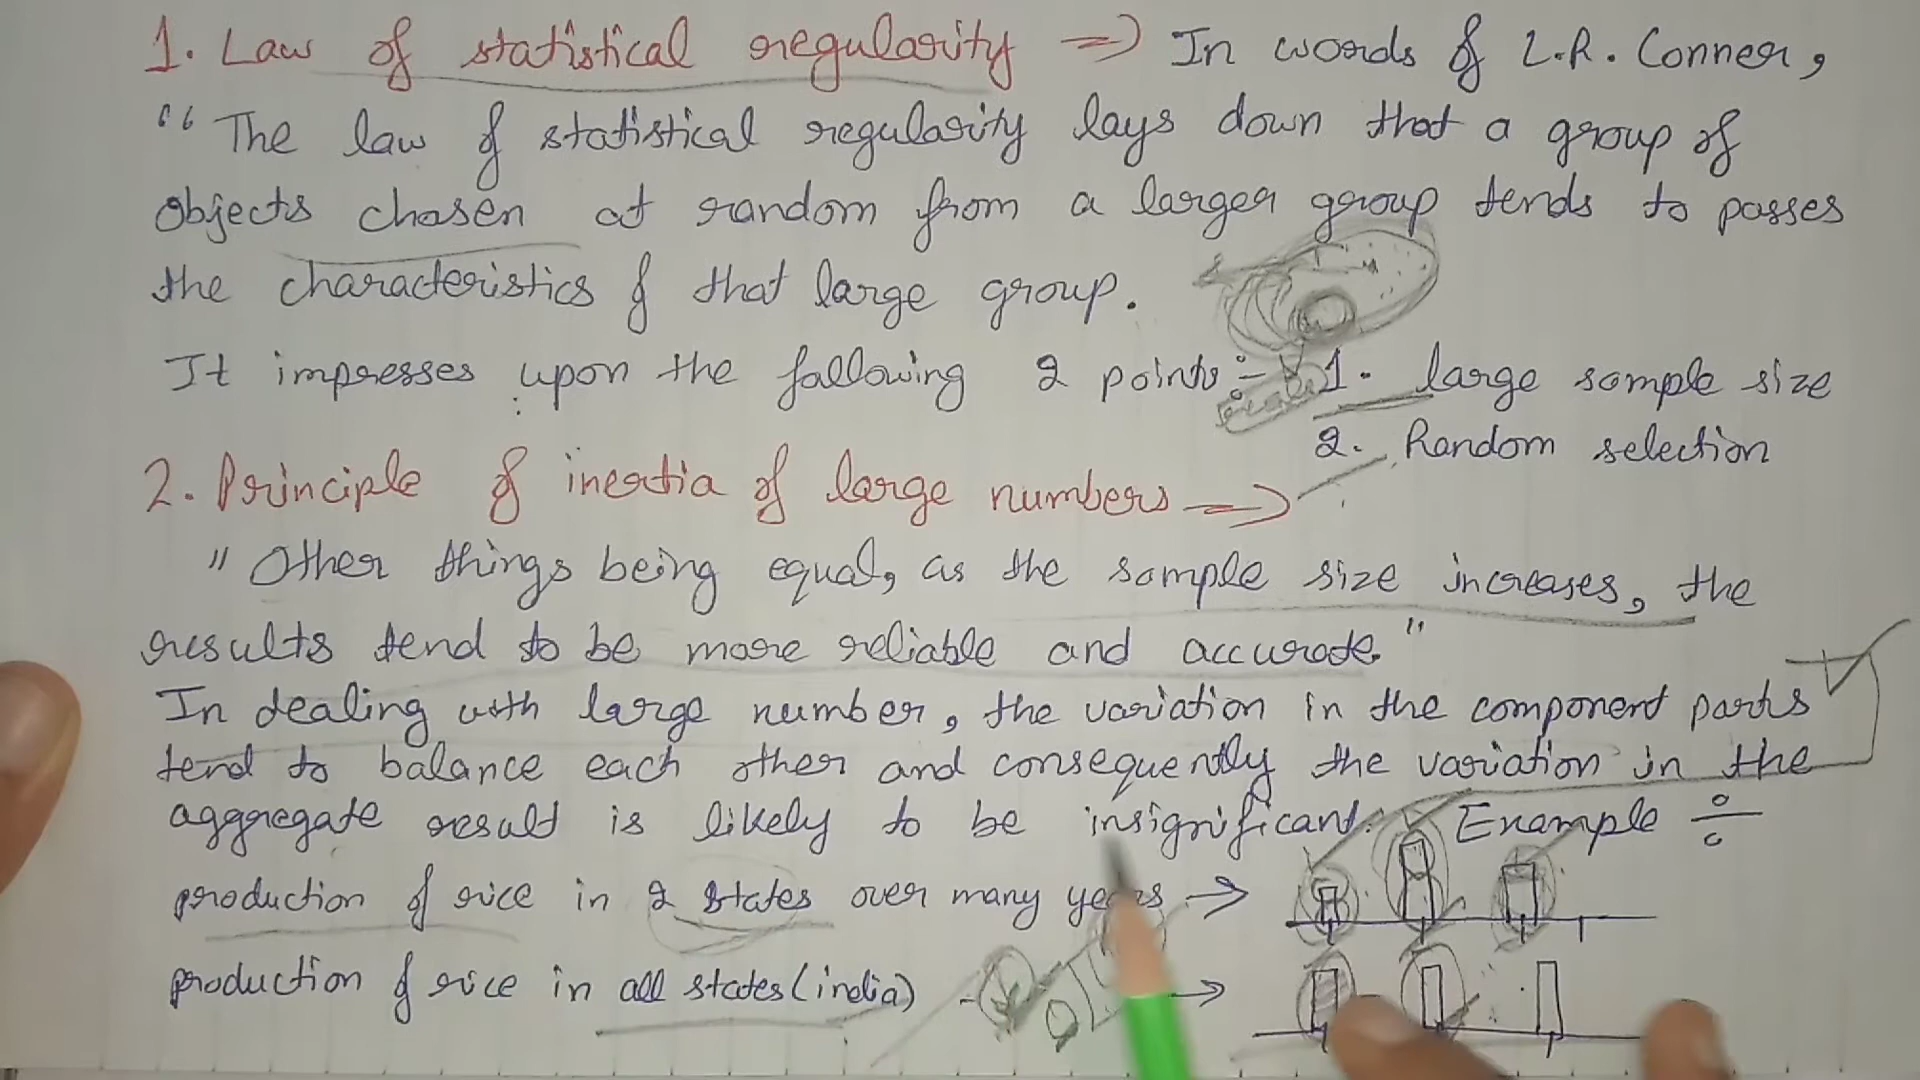 1. Law of statistical regularity => In words of L.R. Conner,
"The law of statistical regularity lays down that a group of
objects chosen at random from a larger group tends to posses
the characteristics of that large group.
It impresses upon the following 2 points :- 1. large sample size
2. Random selection
2. Principle of inertia of large numbers =>
"Other things being equal, as the sample size increases, the
results tend to be more reliable and accurate."
In dealing with large number, the variation in the component parts
tend to balance each other and consequently the variation in the
aggregate result is likely to be insignificant. Example ÷
production of rice in 2 states over many years →
production of rice in all states (india) →